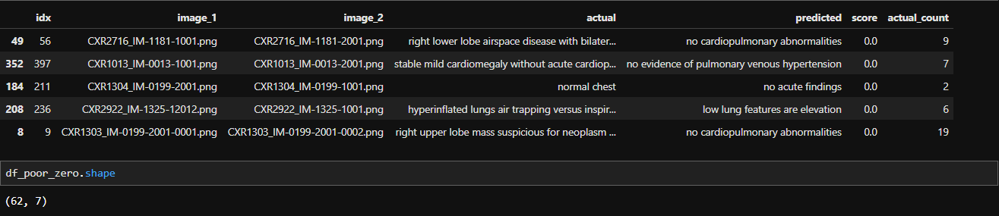 idx image_1 image_2 actual predicted score actual_count
49 56 CXR2716_IM-1181-1001.png CXR2716_IM-1181-2001.png right lower lobe airspace disease with bilater... no cardiopulmonary abnormalities 0.0 9
352 397 CXR1013_IM-0013-1001.png CXR1013_IM-0013-2001.png stable mild cardiomegaly without acute cardiop... no evidence of pulmonary venous hypertension 0.0 7
184 211 CXR1304_IM-0199-2001.png CXR1304_IM-0199-1001.png normal chest no acute findings 0.0 2
208 236 CXR2922_IM-1325-12012.png CXR2922_IM-1325-1001.png hyperinflated lungs air trapping versus inspir... low lung features are elevation 0.0 6
8 9 CXR1303_IM-0199-2001-0001.png CXR1303_IM-0199-2001-0002.png right upper lobe mass suspicious for neoplasm ... no cardiopulmonary abnormalities 0.0 19
df_poor_zero.shape
(62, 7)